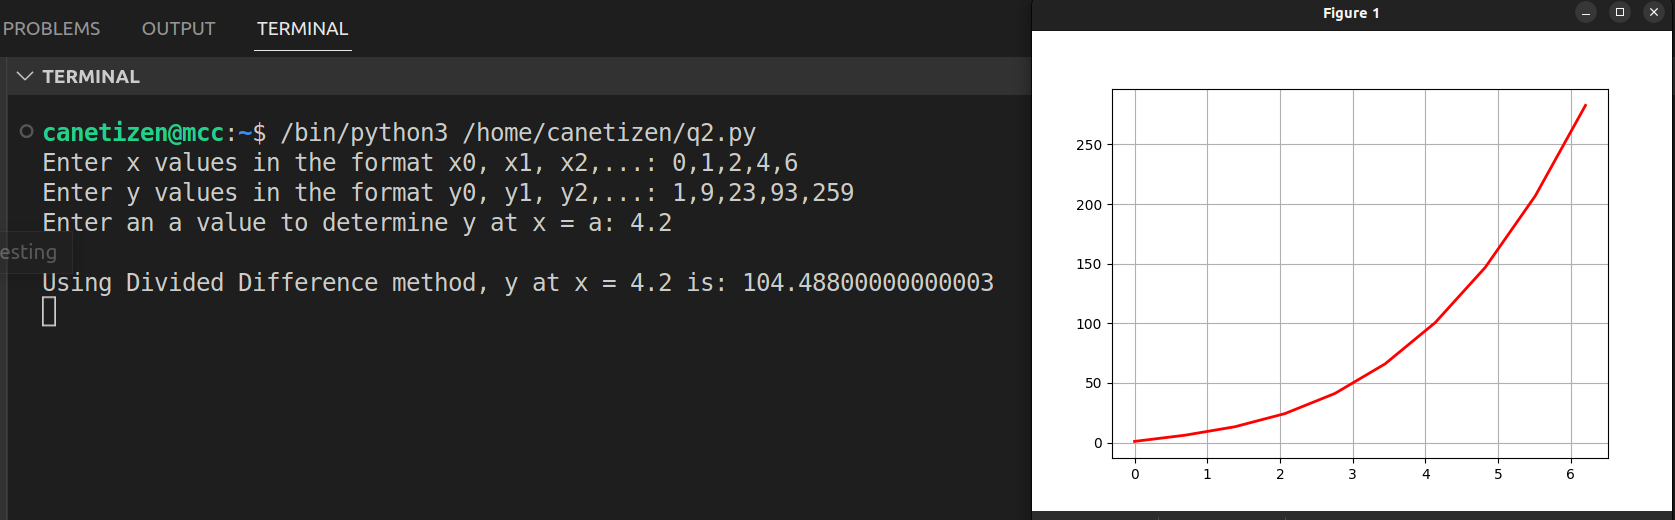 PROBLEMS OUTPUT TERMINAL
TERMINAL
canetizen@mcc:~$ /bin/python3 /home/canetizen/q2.py
Enter x values in the format x0, x1, x2,...: 0,1,2,4,6
Enter y values in the format y0, y1, y2,...: 1,9,23,93,259
Enter an a value to determine y at x = a: 4.2
esting
Using Divided Difference method, y at x = 4.2 is: 104.48800000000003
Figure 1
250
200
150
100
50
0
0 1 2 3 4 5 6